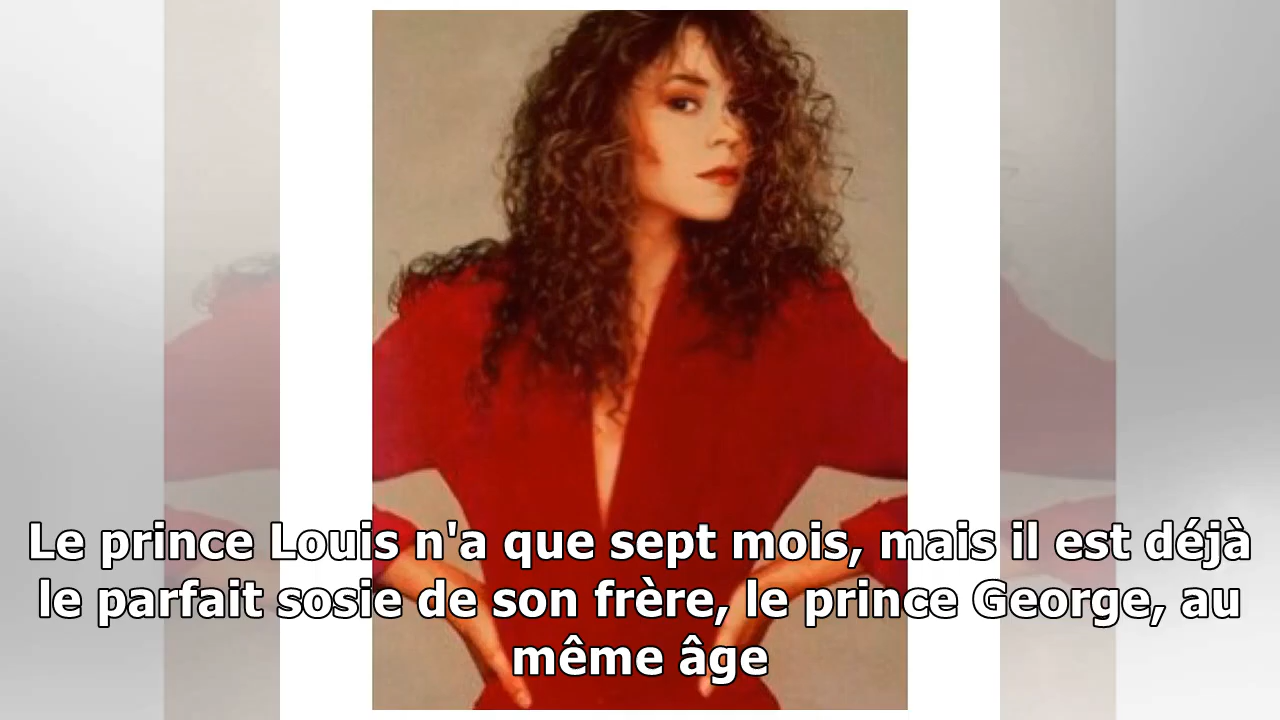 Le prince Louis n'a que sept mois, mais il est déjà
le parfait sosie de son frère, le prince George, au
même âge